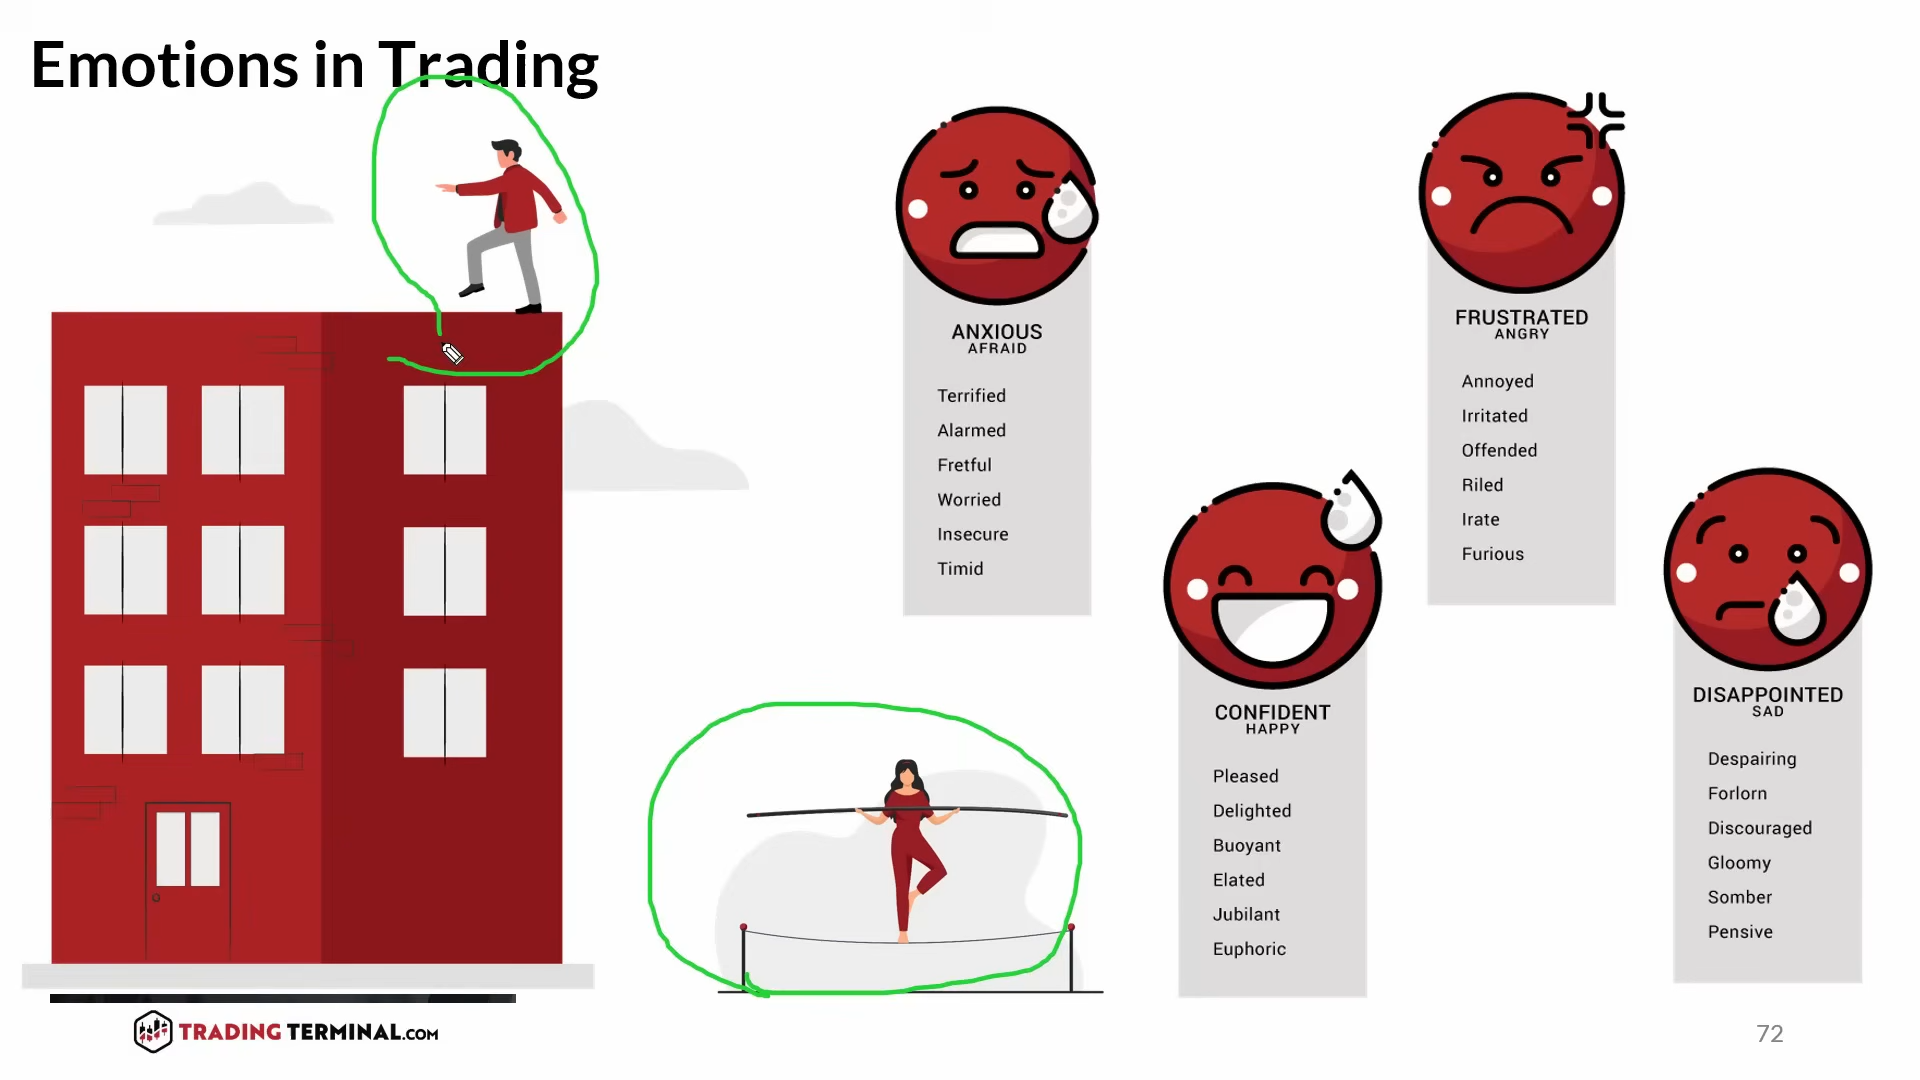 Emotions in Trading
ANXIOUS
AFRAID
Terrified
Alarmed
Fretful
Worried
Insecure
Timid
FRUSTRATED
ANGRY
Annoyed
Irritated
Offended
Riled
Irate
Furious
CONFIDENT
HAPPY
Pleased
Delighted
Buoyant
Elated
Jubilant
Euphoric
DISAPPOINTED
SAD
Despairing
Forlorn
Discouraged
Gloomy
Somber
Pensive
TRADING TERMINAL.COM
72